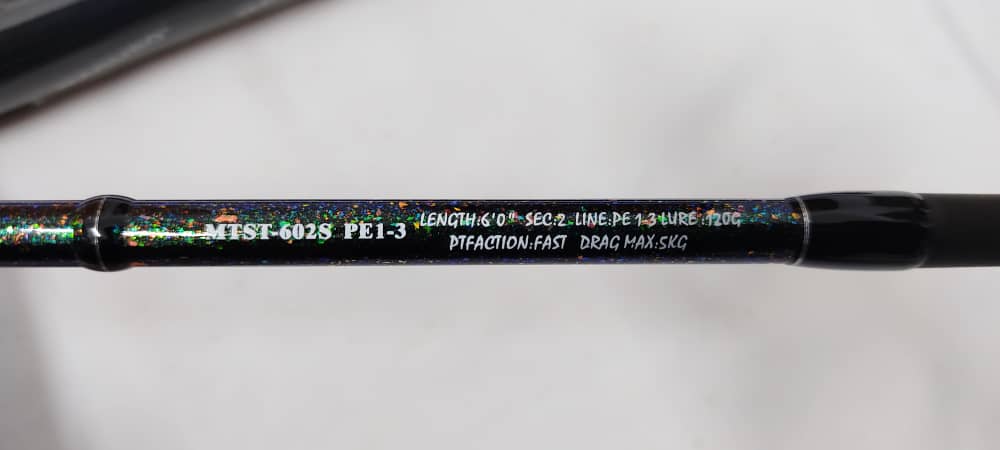 MTST-602S PE1-3
LENGTH:6'0" SEC:2 LINE:PE 1-3 LURE :120G
PTFACTION:FAST DRAG MAX:5KG